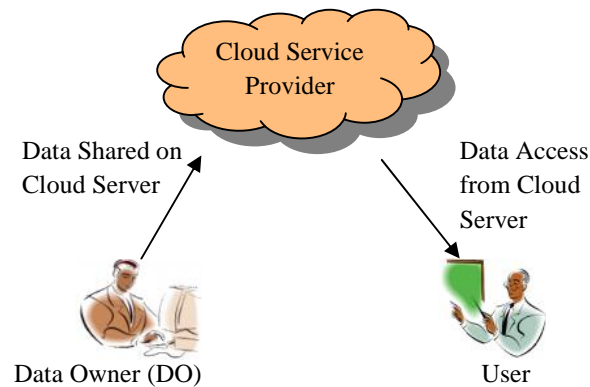 Cloud Service
Provider
Data Shared on
Cloud Server
Data Access
from Cloud
Server
Data Owner (DO)
User